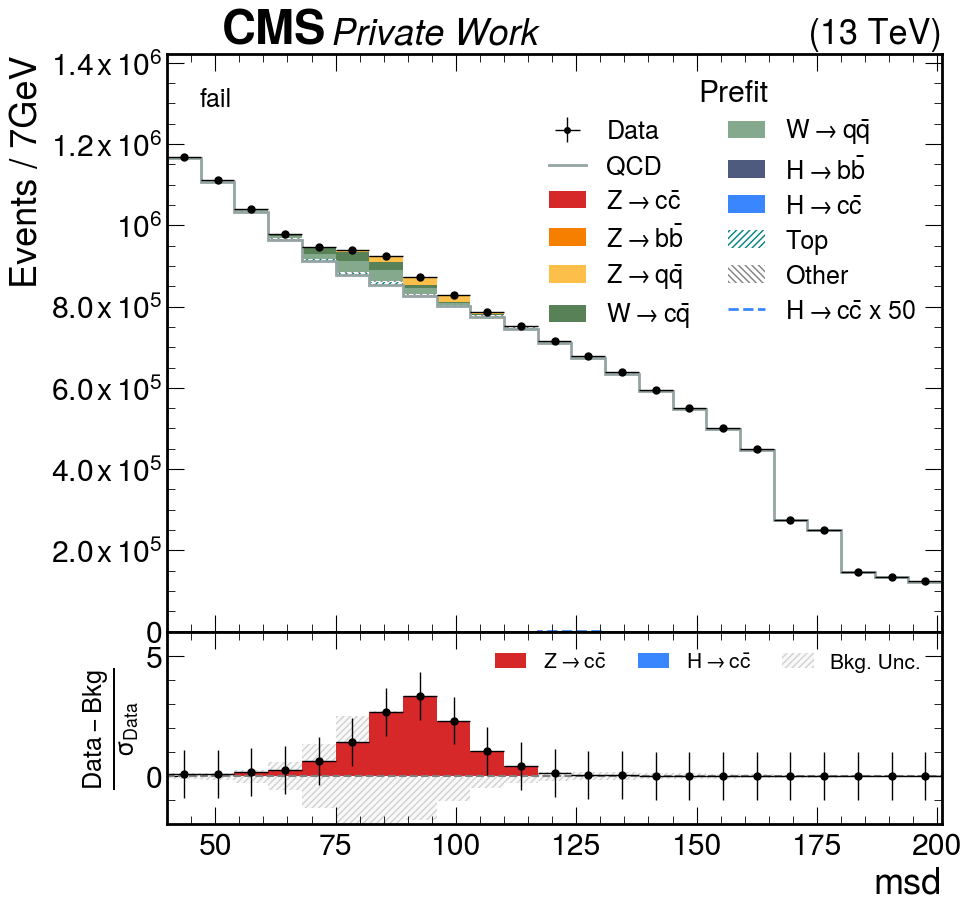 CMS Private Work (13 TeV)
Events / 7GeV
1.4 x 10⁶
1.2 x 10⁶
10⁶
8.0 x 10⁵
6.0 x 10⁵
4.0 x 10⁵
2.0 x 10⁵
0
fail
Prefit
Data
QCD
Z → cc̄
Z → bb̄
Z → qq̄
W → cq̄
W → qq̄
H → bb̄
H → cc̄
Top
Other
H → cc̄ x 50
Data − Bkg
σData
5
0
Z → cc̄
H → cc̄
Bkg. Unc.
50 75 100 125 150 175 200
msd